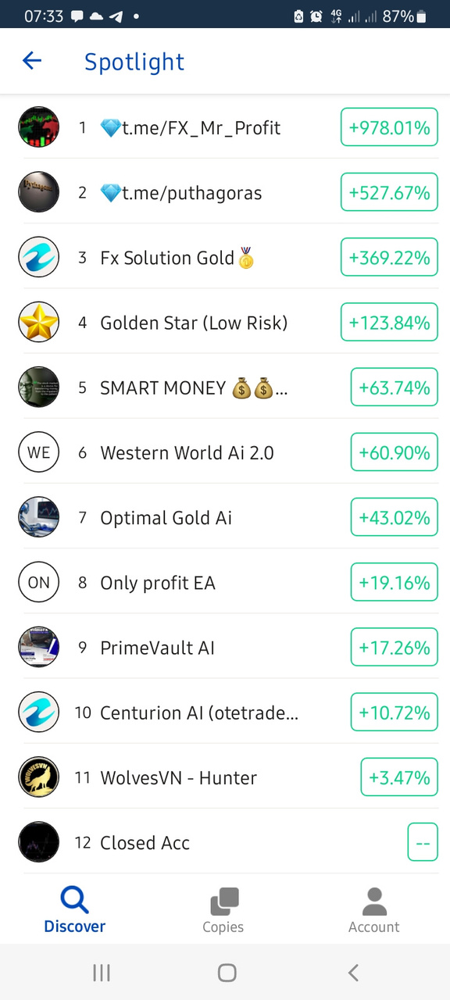 07:33
4G
87%
Spotlight
1 💎t.me/FX_Mr_Profit +978.01%
2 💎t.me/puthagoras +527.67%
3 Fx Solution Gold🏅 +369.22%
4 Golden Star (Low Risk) +123.84%
5 SMART MONEY 💰💰... +63.74%
WE 6 Western World Ai 2.0 +60.90%
7 Optimal Gold Ai +43.02%
ON 8 Only profit EA +19.16%
9 PrimeVault AI +17.26%
10 Centurion AI (otetrade... +10.72%
WOLVESVN
11 WolvesVN - Hunter +3.47%
12 Closed Acc --
Discover
Copies
Account